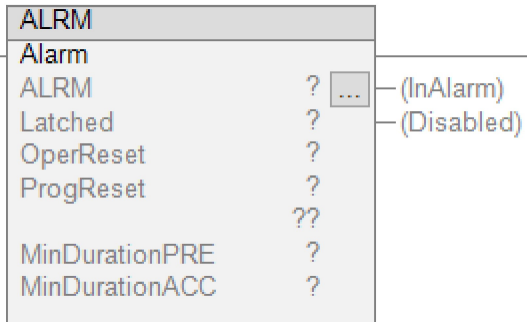 ALRM
Alarm
ALRM ? ... (InAlarm)
Latched ? (Disabled)
OperReset ?
ProgReset ?
??
MinDurationPRE ?
MinDurationACC ?